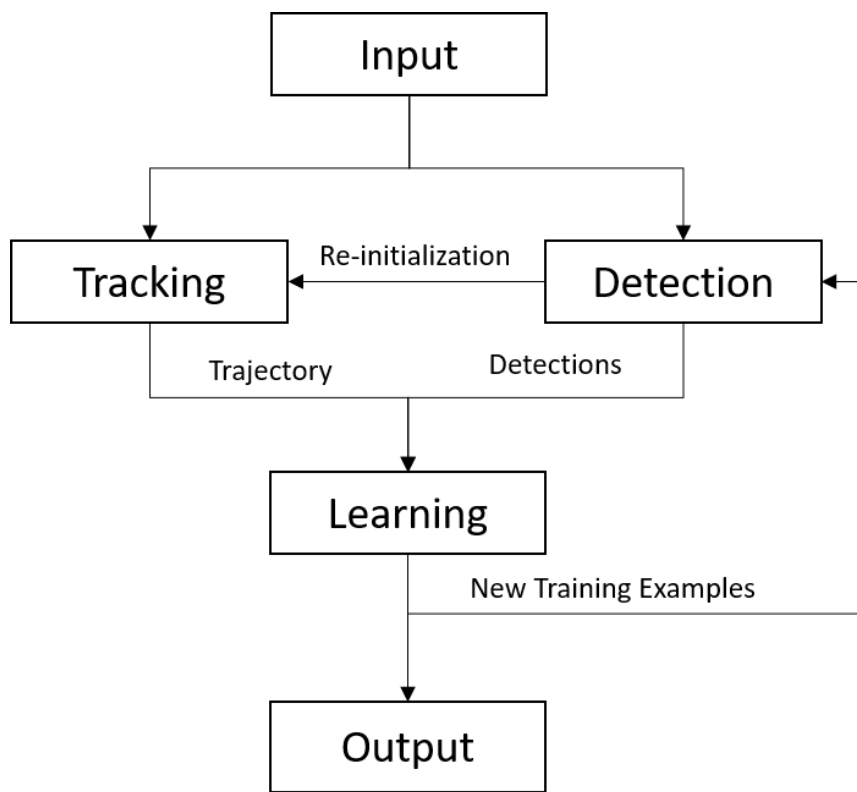 Input
Re-initialization
Tracking
Detection
Trajectory
Detections
Learning
New Training Examples
Output